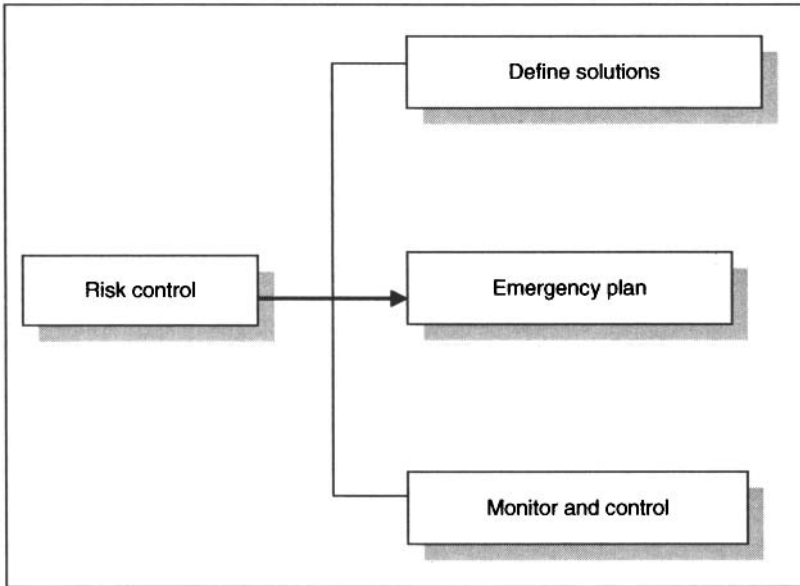 Define solutions
Risk control
Emergency plan
Monitor and control